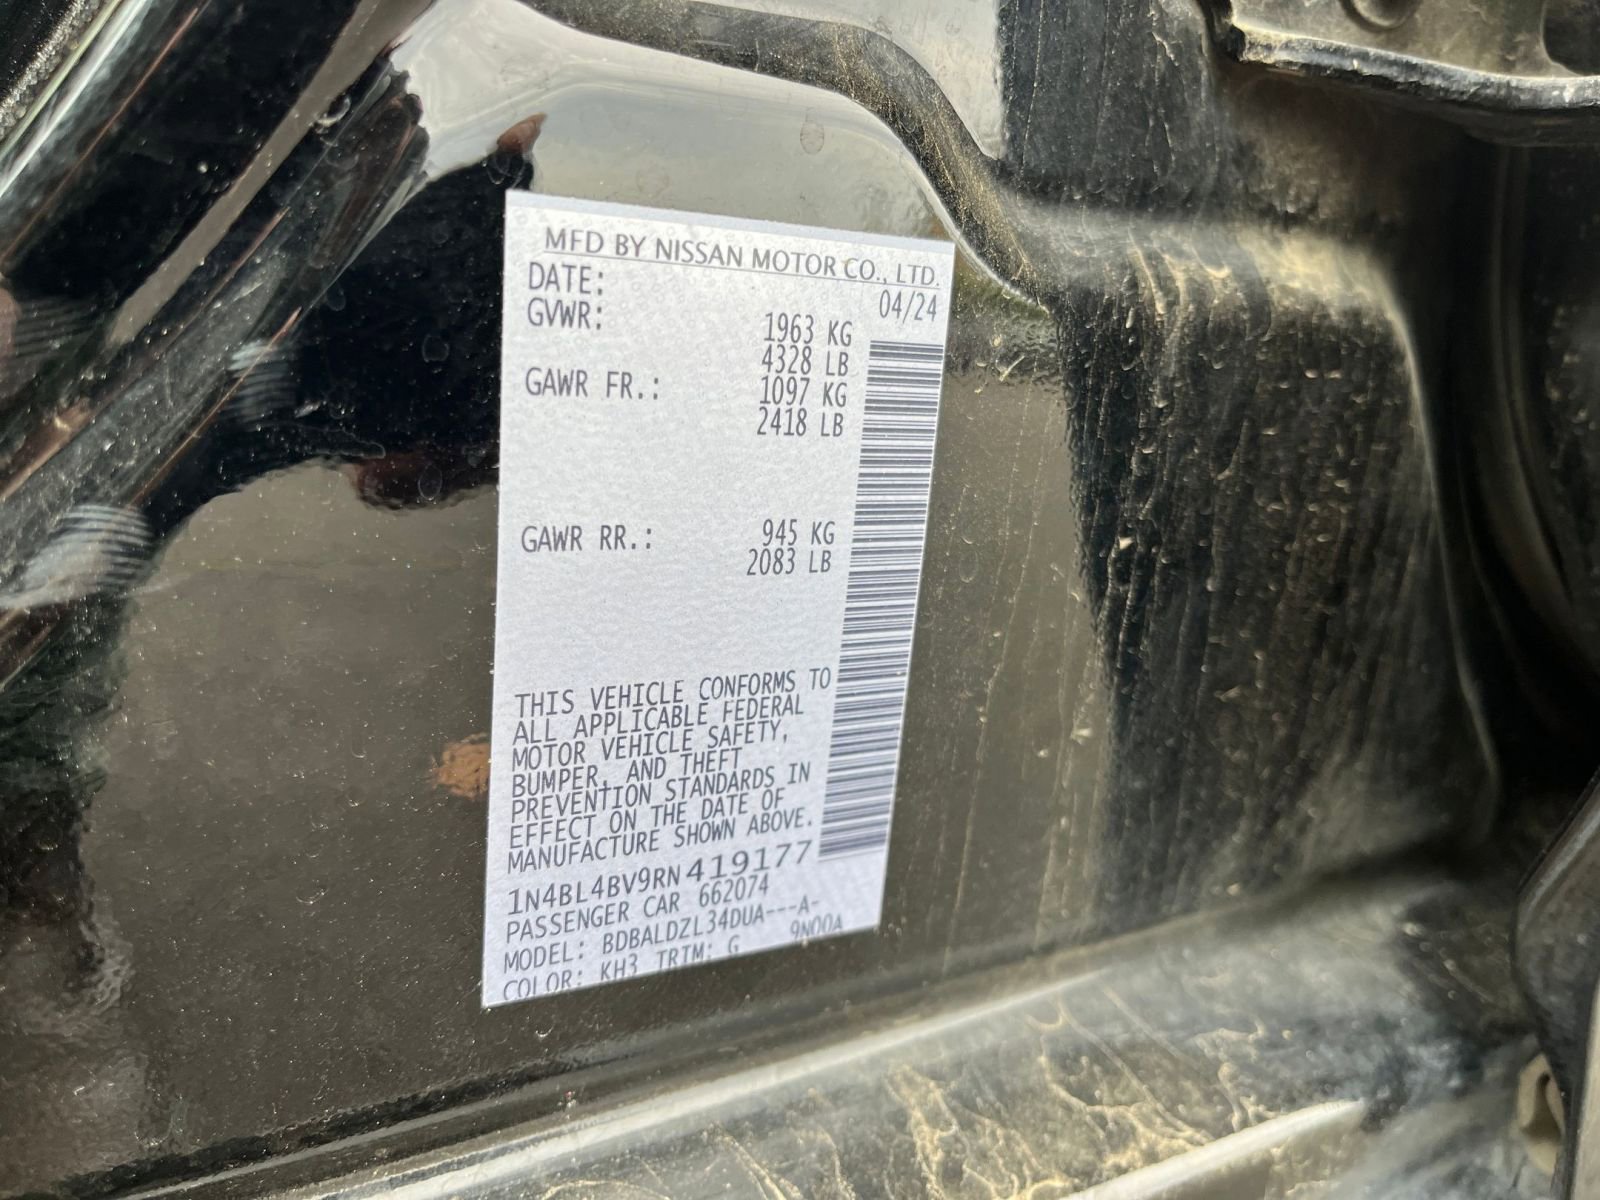 MFD BY NISSAN MOTOR CO., LTD.
DATE: 04/24
GVWR: 1963 KG
4328 LB
GAWR FR.: 1097 KG
2418 LB
GAWR RR.: 945 KG
2083 LB
THIS VEHICLE CONFORMS TO
ALL APPLICABLE FEDERAL
MOTOR VEHICLE SAFETY,
BUMPER, AND THEFT
PREVENTION STANDARDS IN
EFFECT ON THE DATE OF
MANUFACTURE SHOWN ABOVE.
1N4BL4BV9RN419177
PASSENGER CAR 662074
MODEL: BDBALDZL34DUA---A-
COLOR: KH3 TRIM: G 9N00A